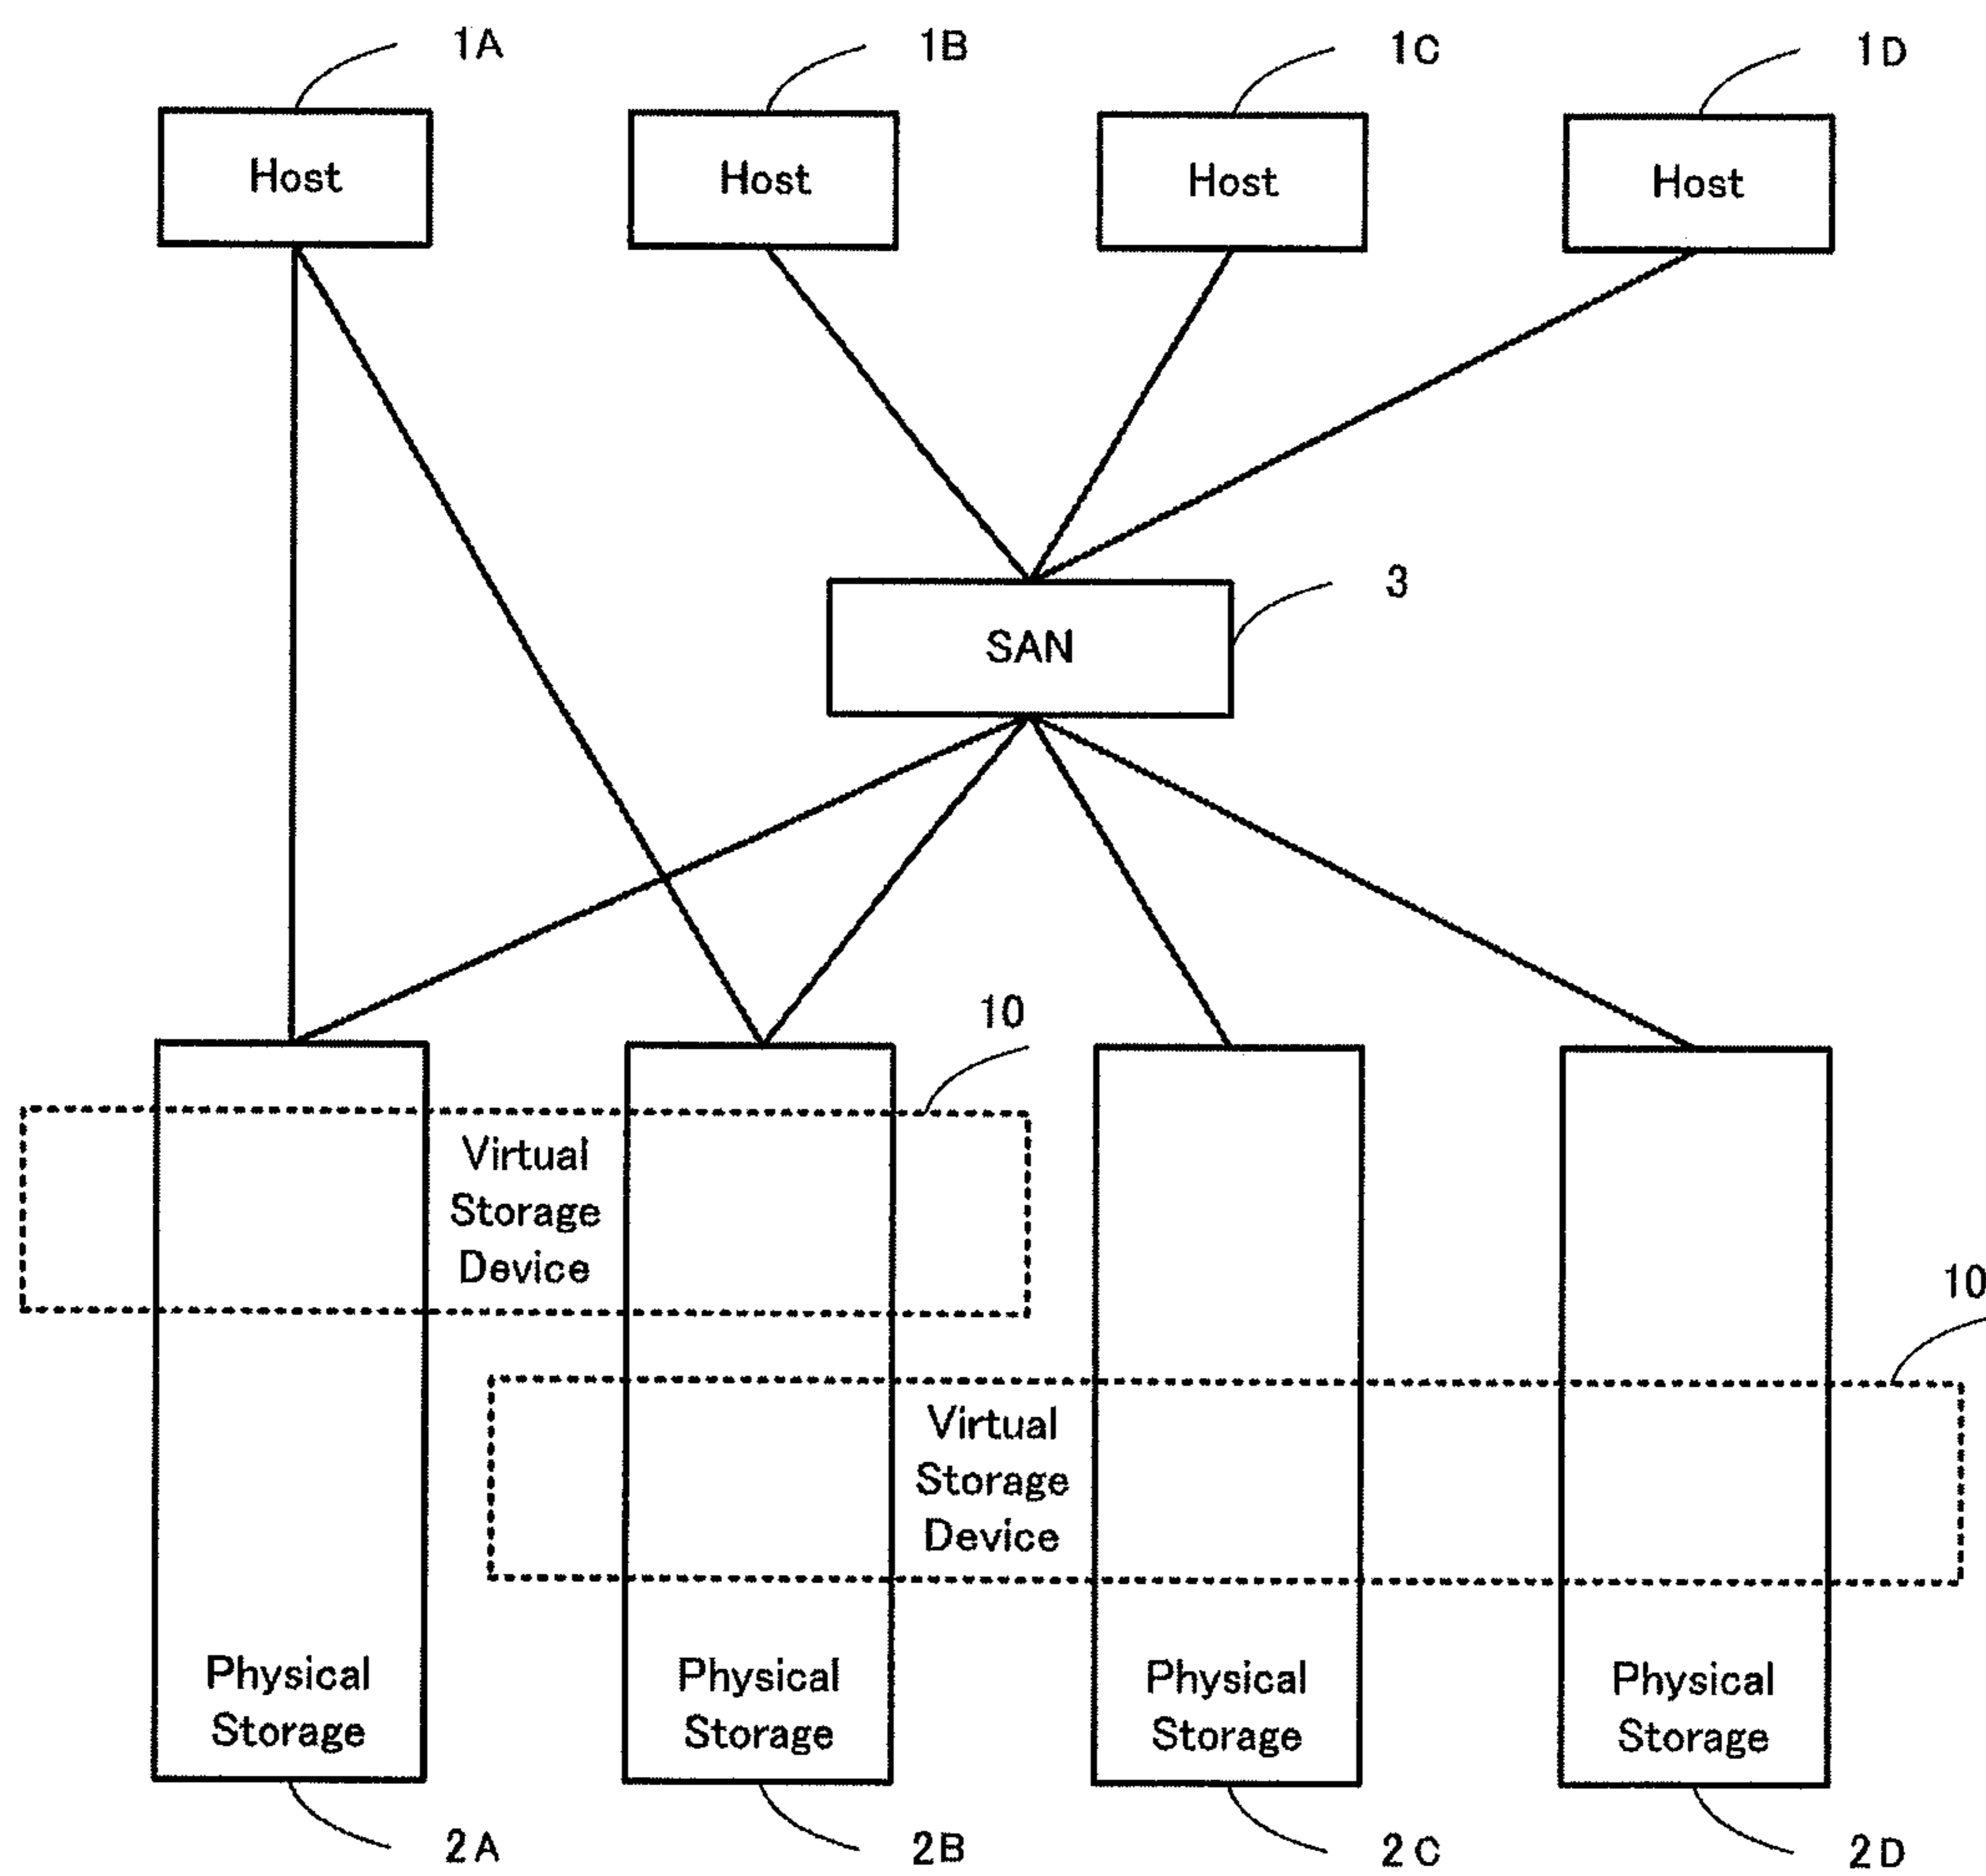 1A
1B
1C
1D
Host
Host
Host
Host
3
SAN
10
Virtual
Storage
Device
10
Virtual
Storage
Device
Physical
Storage
Physical
Storage
Physical
Storage
Physical
Storage
2A
2B
2C
2D